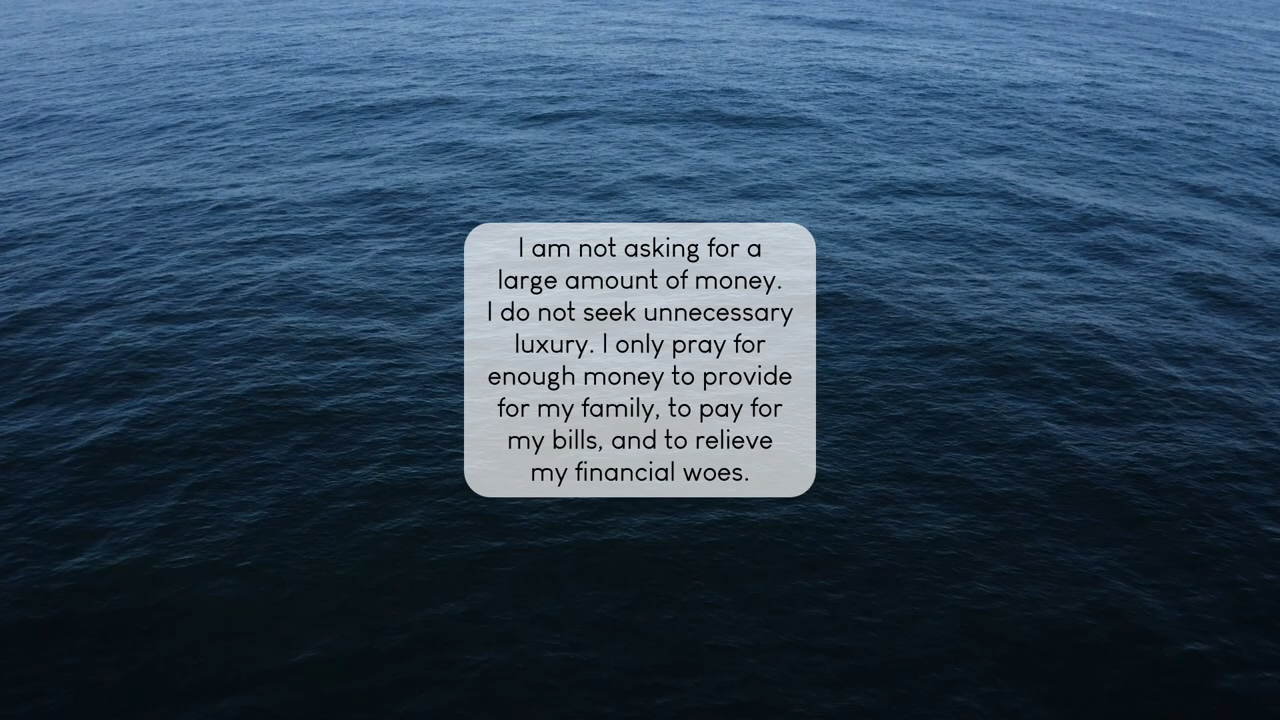 I am not asking for a
large amount of money.
I do not seek unnecessary
luxury. I only pray for
enough money to provide
for my family, to pay for
my bills, and to relieve
my financial woes.